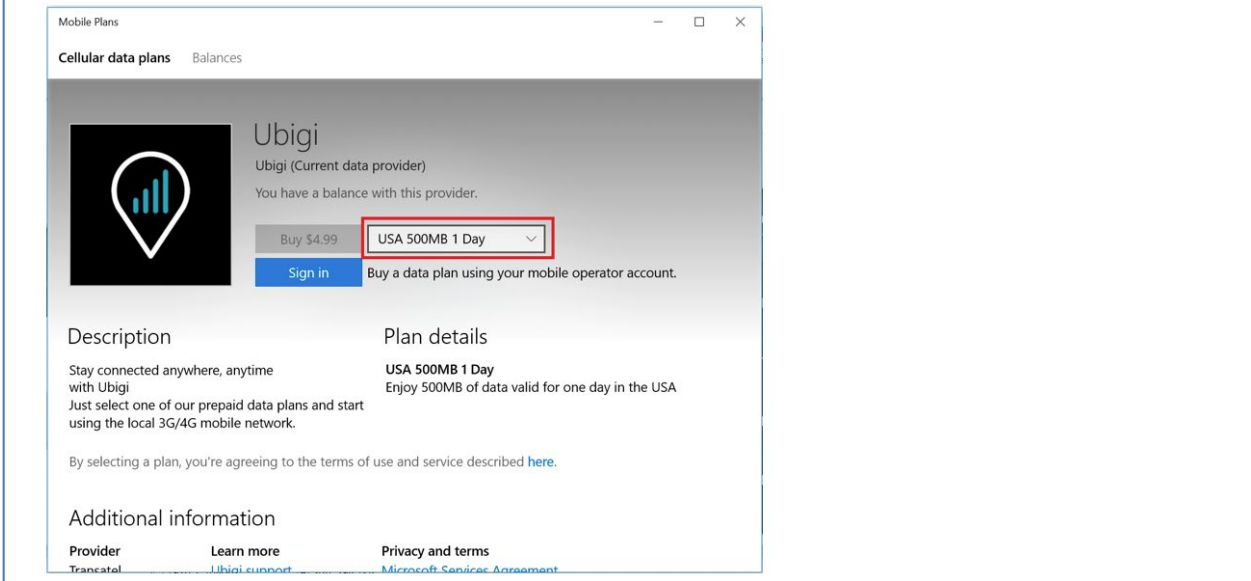 Mobile Plans
Cellular data plans Balances
Ubigi
Ubigi (Current data provider)
You have a balance with this provider.
Buy $4.99 USA 500MB 1 Day
Sign in Buy a data plan using your mobile operator account.
Description Plan details
Stay connected anywhere, anytime USA 500MB 1 Day
with Ubigi Enjoy 500MB of data valid for one day in the USA
Just select one of our prepaid data plans and start
using the local 3G/4G mobile network.
By selecting a plan, you're agreeing to the terms of use and service described here.
Additional information
Provider Learn more Privacy and terms
Transatel Ubigi support Microsoft Services Agreement